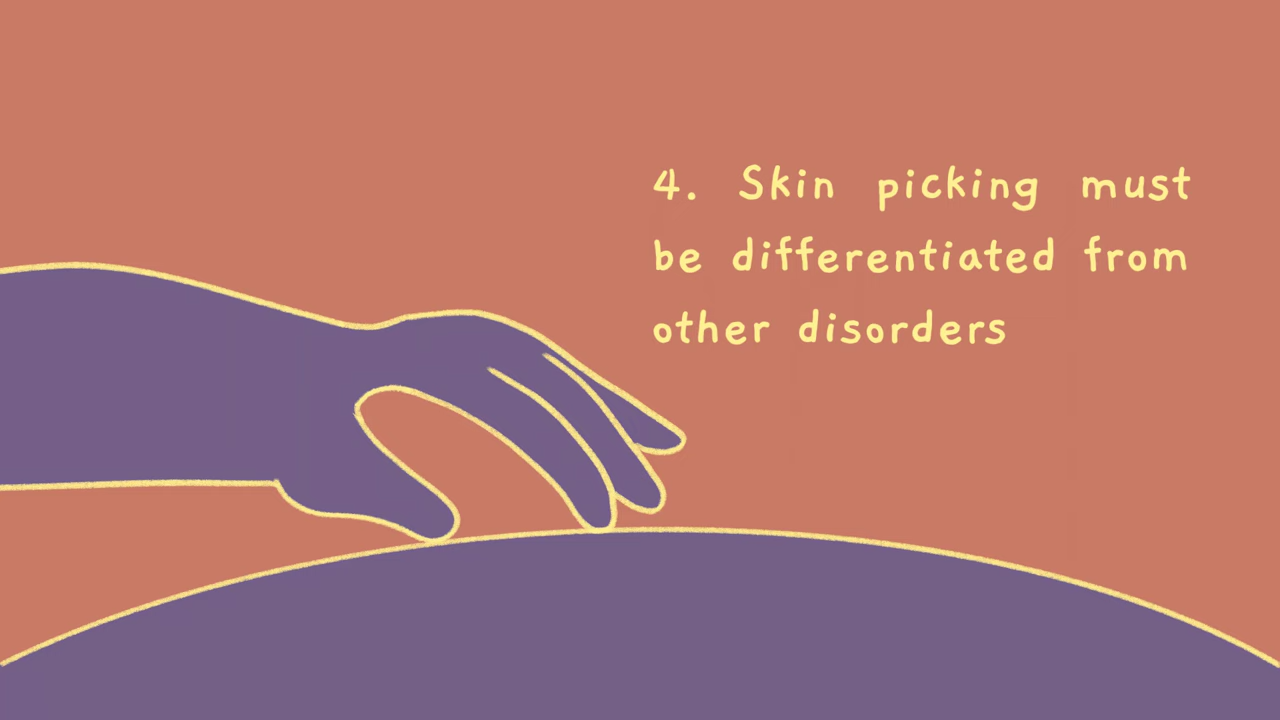 4. Skin picking must
be differentiated from
other disorders